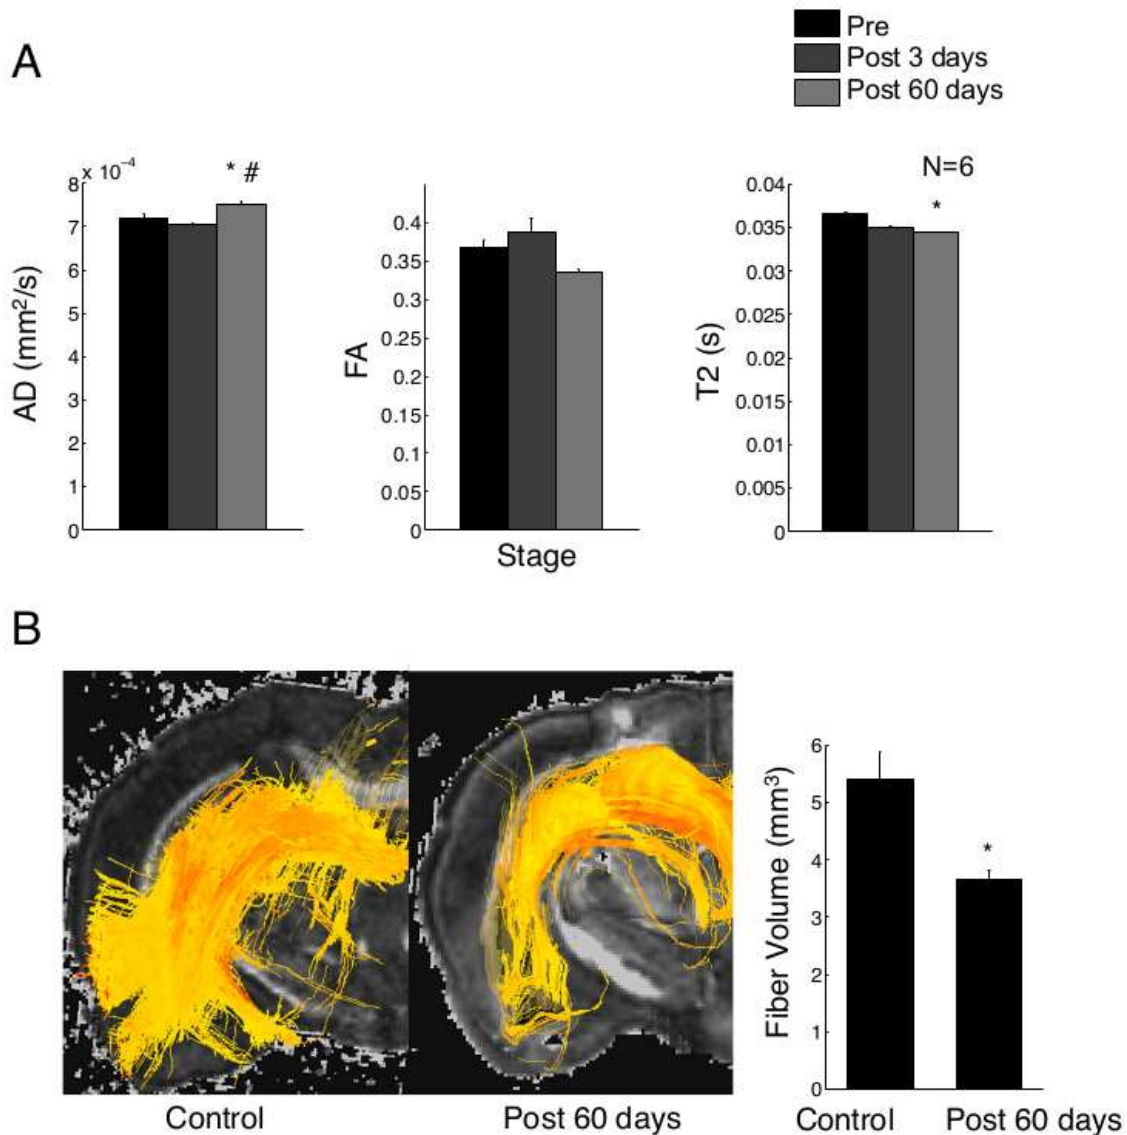 Pre
Post 3 days
Post 60 days
A
x 10⁻⁴
* #
8
7
6
5
4
3
2
1
0
AD (mm²/s)
0.4
0.35
0.3
0.25
0.2
0.15
0.1
0.05
0
FA
Stage
N=6
*
0.04
0.035
0.03
0.025
0.02
0.015
0.01
0.005
0
T2 (s)
B
Control
Post 60 days
6
5
4
3
2
1
0
*
Fiber Volume (mm³)
Control
Post 60 days